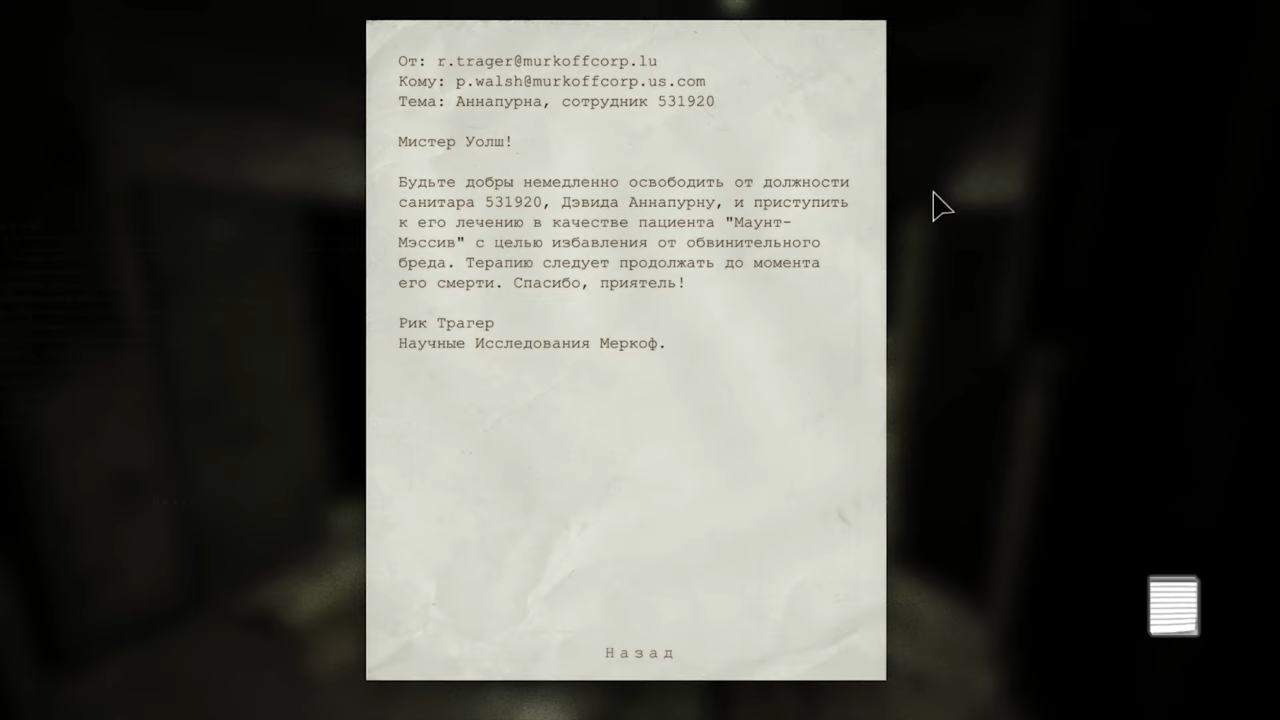 От: r.trager@murkoffcorp.lu
Кому: p.walsh@murkoffcorp.us.com
Тема: Аннапурна, сотрудник 531920
Мистер Уолш!
Будьте добры немедленно освободить от должности
санитара 531920, Дэвида Аннапурну, и приступить
к его лечению в качестве пациента "Маунт-
Мэссив" с целью избавления от обвинительного
бреда. Терапию следует продолжать до момента
его смерти. Спасибо, приятель!
Рик Трагер
Научные Исследования Меркоф.
Назад